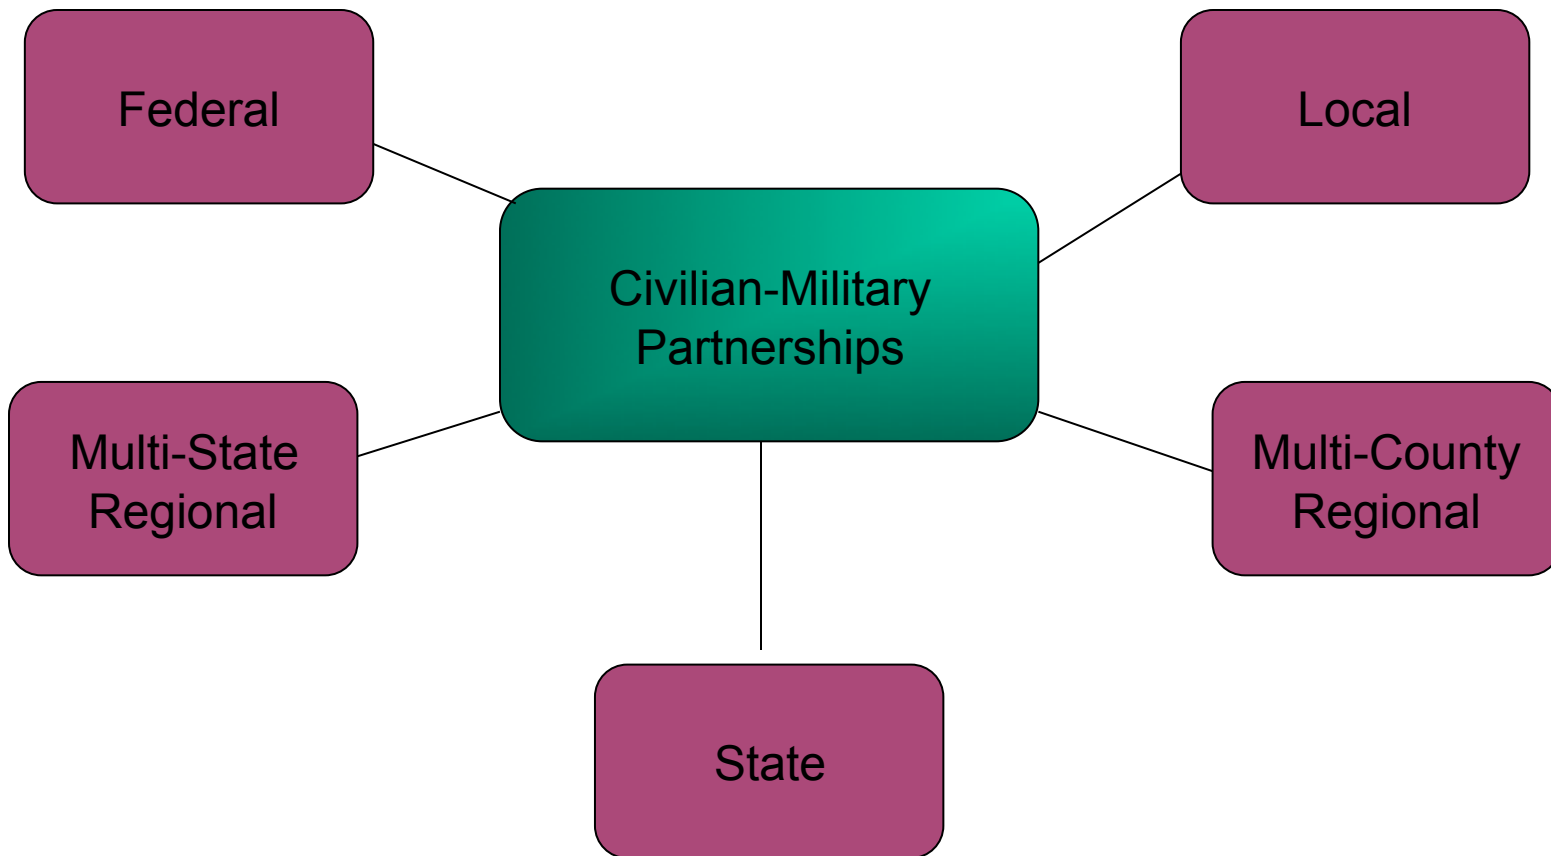 Federal
Local
Civilian-Military
Partnerships
Multi-State
Regional
Multi-County
Regional
State